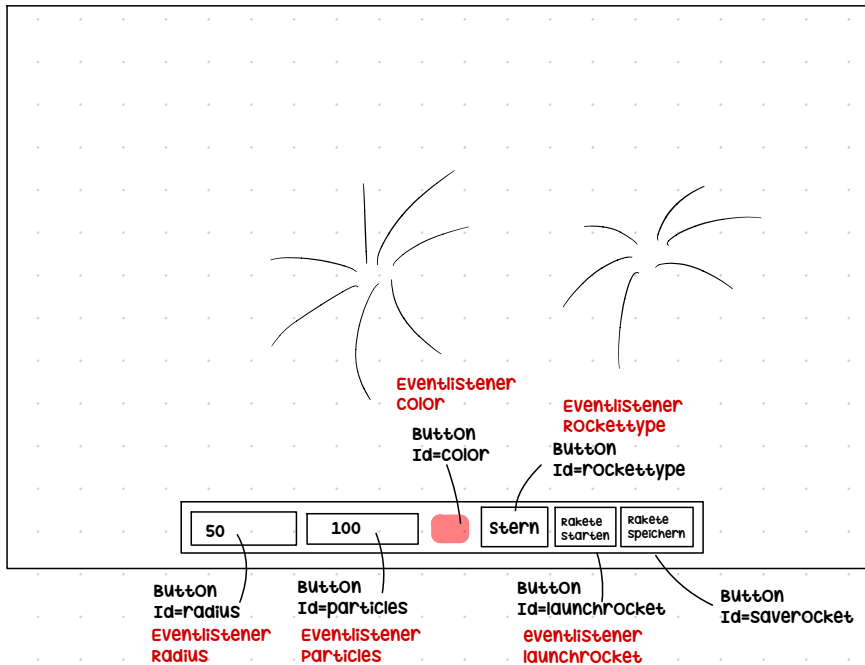 Eventlistener
color
Eventlistener
Rockettype
Button
Id=color
Button
Id=rockettype
50
100
stern
Rakete
starten
Rakete
speichern
Button
Id=radius
Eventlistener
Radius
Button
Id=particles
Eventlistener
Particles
Button
Id=launchrocket
eventlistener
launchrocket
Button
Id=saverocket